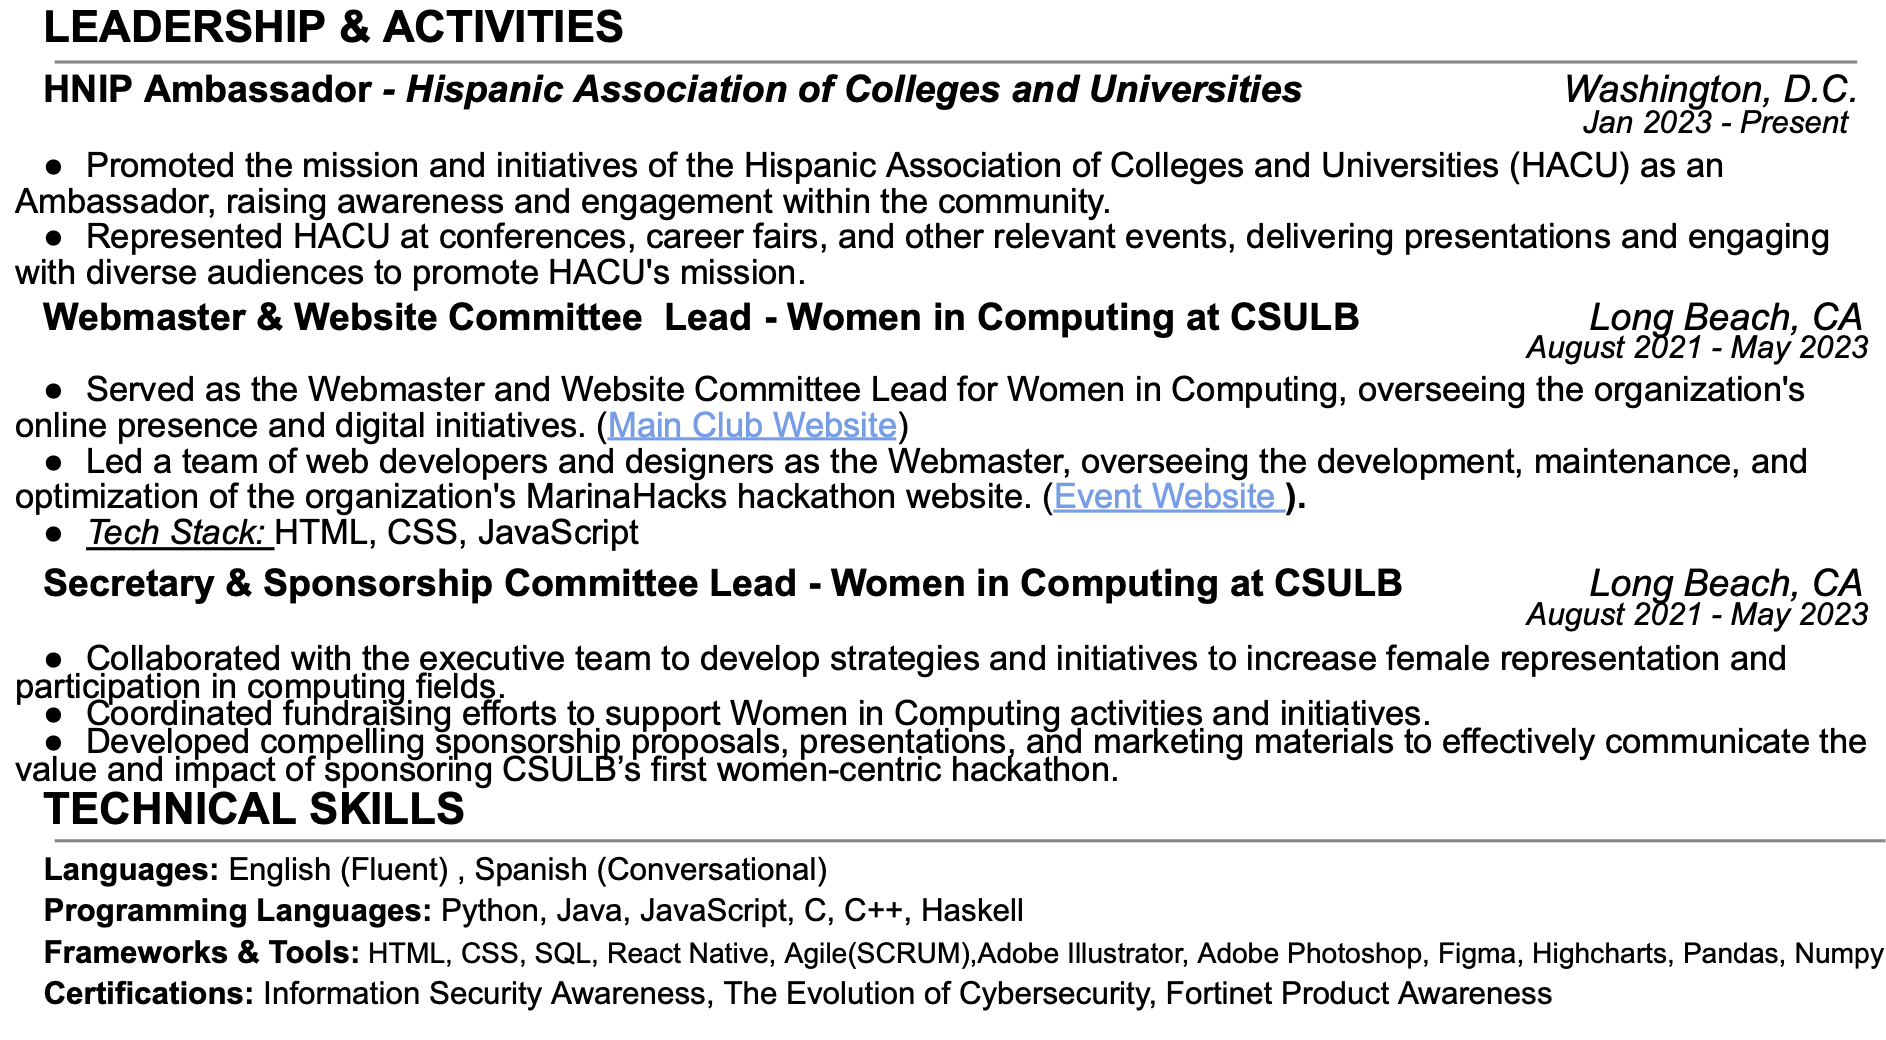 LEADERSHIP & ACTIVITIES
HNIP Ambassador - Hispanic Association of Colleges and Universities Washington, D.C.
Jan 2023 - Present
● Promoted the mission and initiatives of the Hispanic Association of Colleges and Universities (HACU) as an
Ambassador, raising awareness and engagement within the community.
● Represented HACU at conferences, career fairs, and other relevant events, delivering presentations and engaging
with diverse audiences to promote HACU's mission.
Webmaster & Website Committee  Lead - Women in Computing at CSULB Long Beach, CA
August 2021 - May 2023
● Served as the Webmaster and Website Committee Lead for Women in Computing, overseeing the organization's
online presence and digital initiatives. (Main Club Website)
● Led a team of web developers and designers as the Webmaster, overseeing the development, maintenance, and
optimization of the organization's MarinaHacks hackathon website. (Event Website ).
● Tech Stack: HTML, CSS, JavaScript
Secretary & Sponsorship Committee Lead - Women in Computing at CSULB Long Beach, CA
August 2021 - May 2023
● Collaborated with the executive team to develop strategies and initiatives to increase female representation and
participation in computing fields.
● Coordinated fundraising efforts to support Women in Computing activities and initiatives.
● Developed compelling sponsorship proposals, presentations, and marketing materials to effectively communicate the
value and impact of sponsoring CSULB’s first women-centric hackathon.
TECHNICAL SKILLS
Languages: English (Fluent) , Spanish (Conversational)
Programming Languages: Python, Java, JavaScript, C, C++, Haskell
Frameworks & Tools: HTML, CSS, SQL, React Native, Agile(SCRUM),Adobe Illustrator, Adobe Photoshop, Figma, Highcharts, Pandas, Numpy
Certifications: Information Security Awareness, The Evolution of Cybersecurity, Fortinet Product Awareness